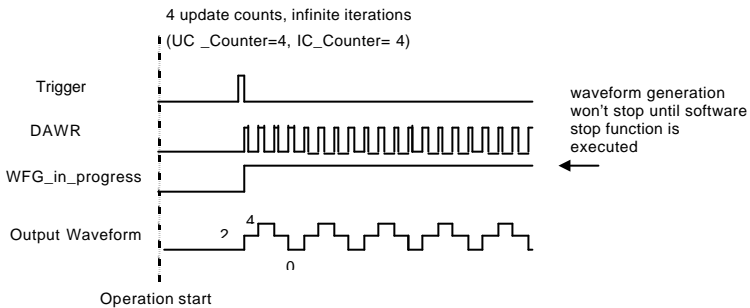 4 update counts, infinite iterations
(UC _Counter=4, IC_Counter= 4)
Trigger
waveform generation
won't stop until software
stop function is
executed
DAWR
WFG_in_progress
Output Waveform
2
4
0
Operation start